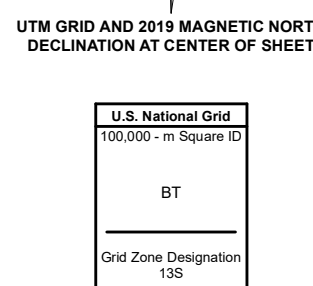 UTM GRID AND 2019 MAGNETIC NORT
DECLINATION AT CENTER OF SHEET
U.S. National Grid
100,000 - m Square ID
BT
Grid Zone Designation
13S